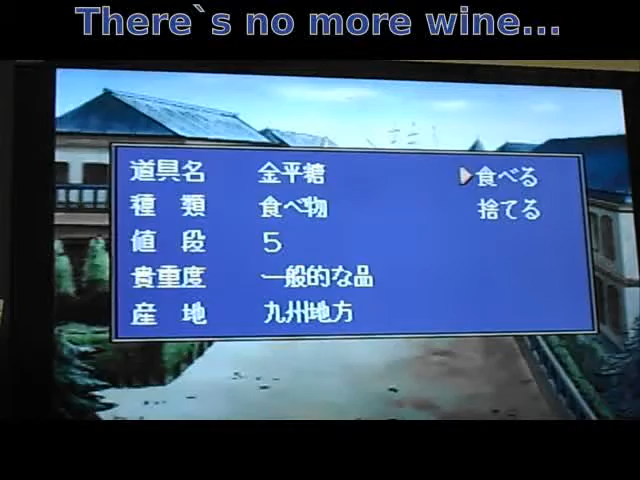 There`s no more wine...
道具名 金平糖 食べる
種 類 食べ物 捨てる
値 段 5
貴重度 一般的な品
産 地 九州地方